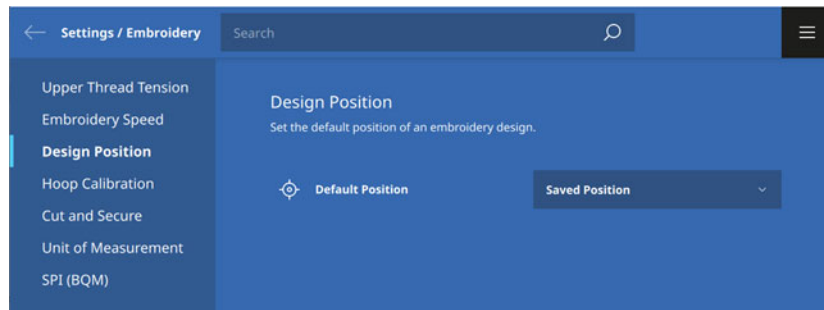 Settings / Embroidery
Search
Upper Thread Tension
Embroidery Speed
Design Position
Hoop Calibration
Cut and Secure
Unit of Measurement
SPI (BQM)
Design Position
Set the default position of an embroidery design.
Default Position
Saved Position